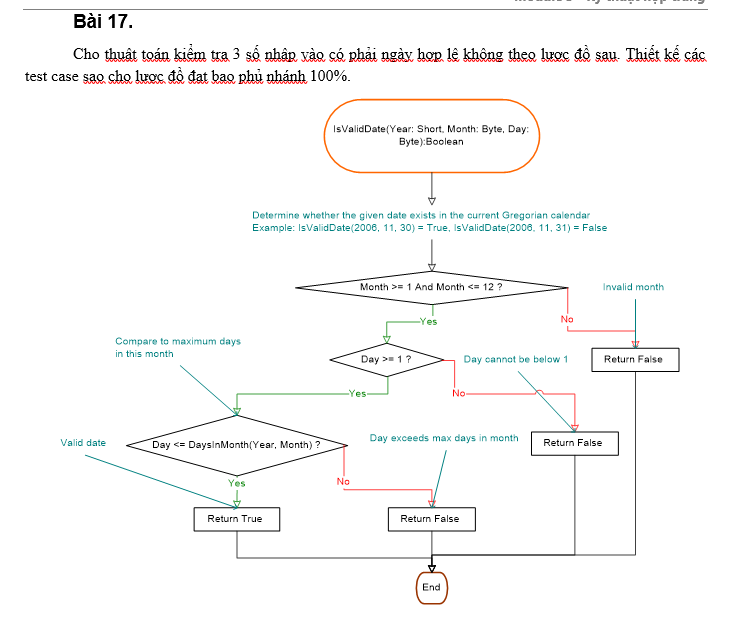 Bài 17.
Cho thuật toán kiểm tra 3 số nhập vào có phải ngày hợp lệ không theo lược đồ sau. Thiết kế các
test case sao cho lược đồ đạt bao phủ nhánh 100%.
IsValidDate(Year: Short, Month: Byte, Day:
Byte):Boolean
Determine whether the given date exists in the current Gregorian calendar
Example: IsValidDate(2006, 11, 30) = True, IsValidDate(2006, 11, 31) = False
Month >= 1 And Month <= 12 ?
Invalid month
Yes
No
Compare to maximum days
in this month
Day >= 1 ?
Day cannot be below 1
Return False
Yes
No
Valid date
Day <= DaysInMonth(Year, Month) ?
Day exceeds max days in month
Return False
Yes
No
Return True
Return False
End